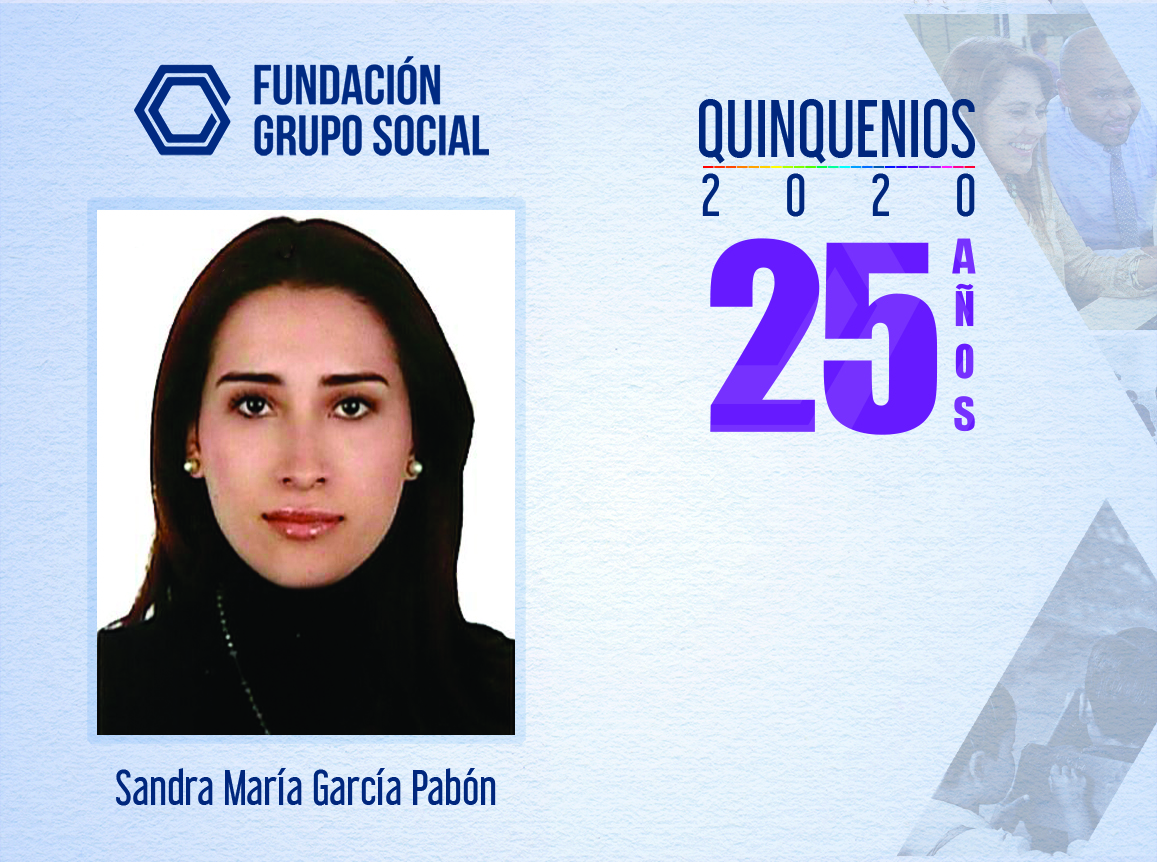 FUNDACIÓN
GRUPO SOCIAL
QUINQUENIOS
2020
25
AÑOS
Sandra María García Pabón